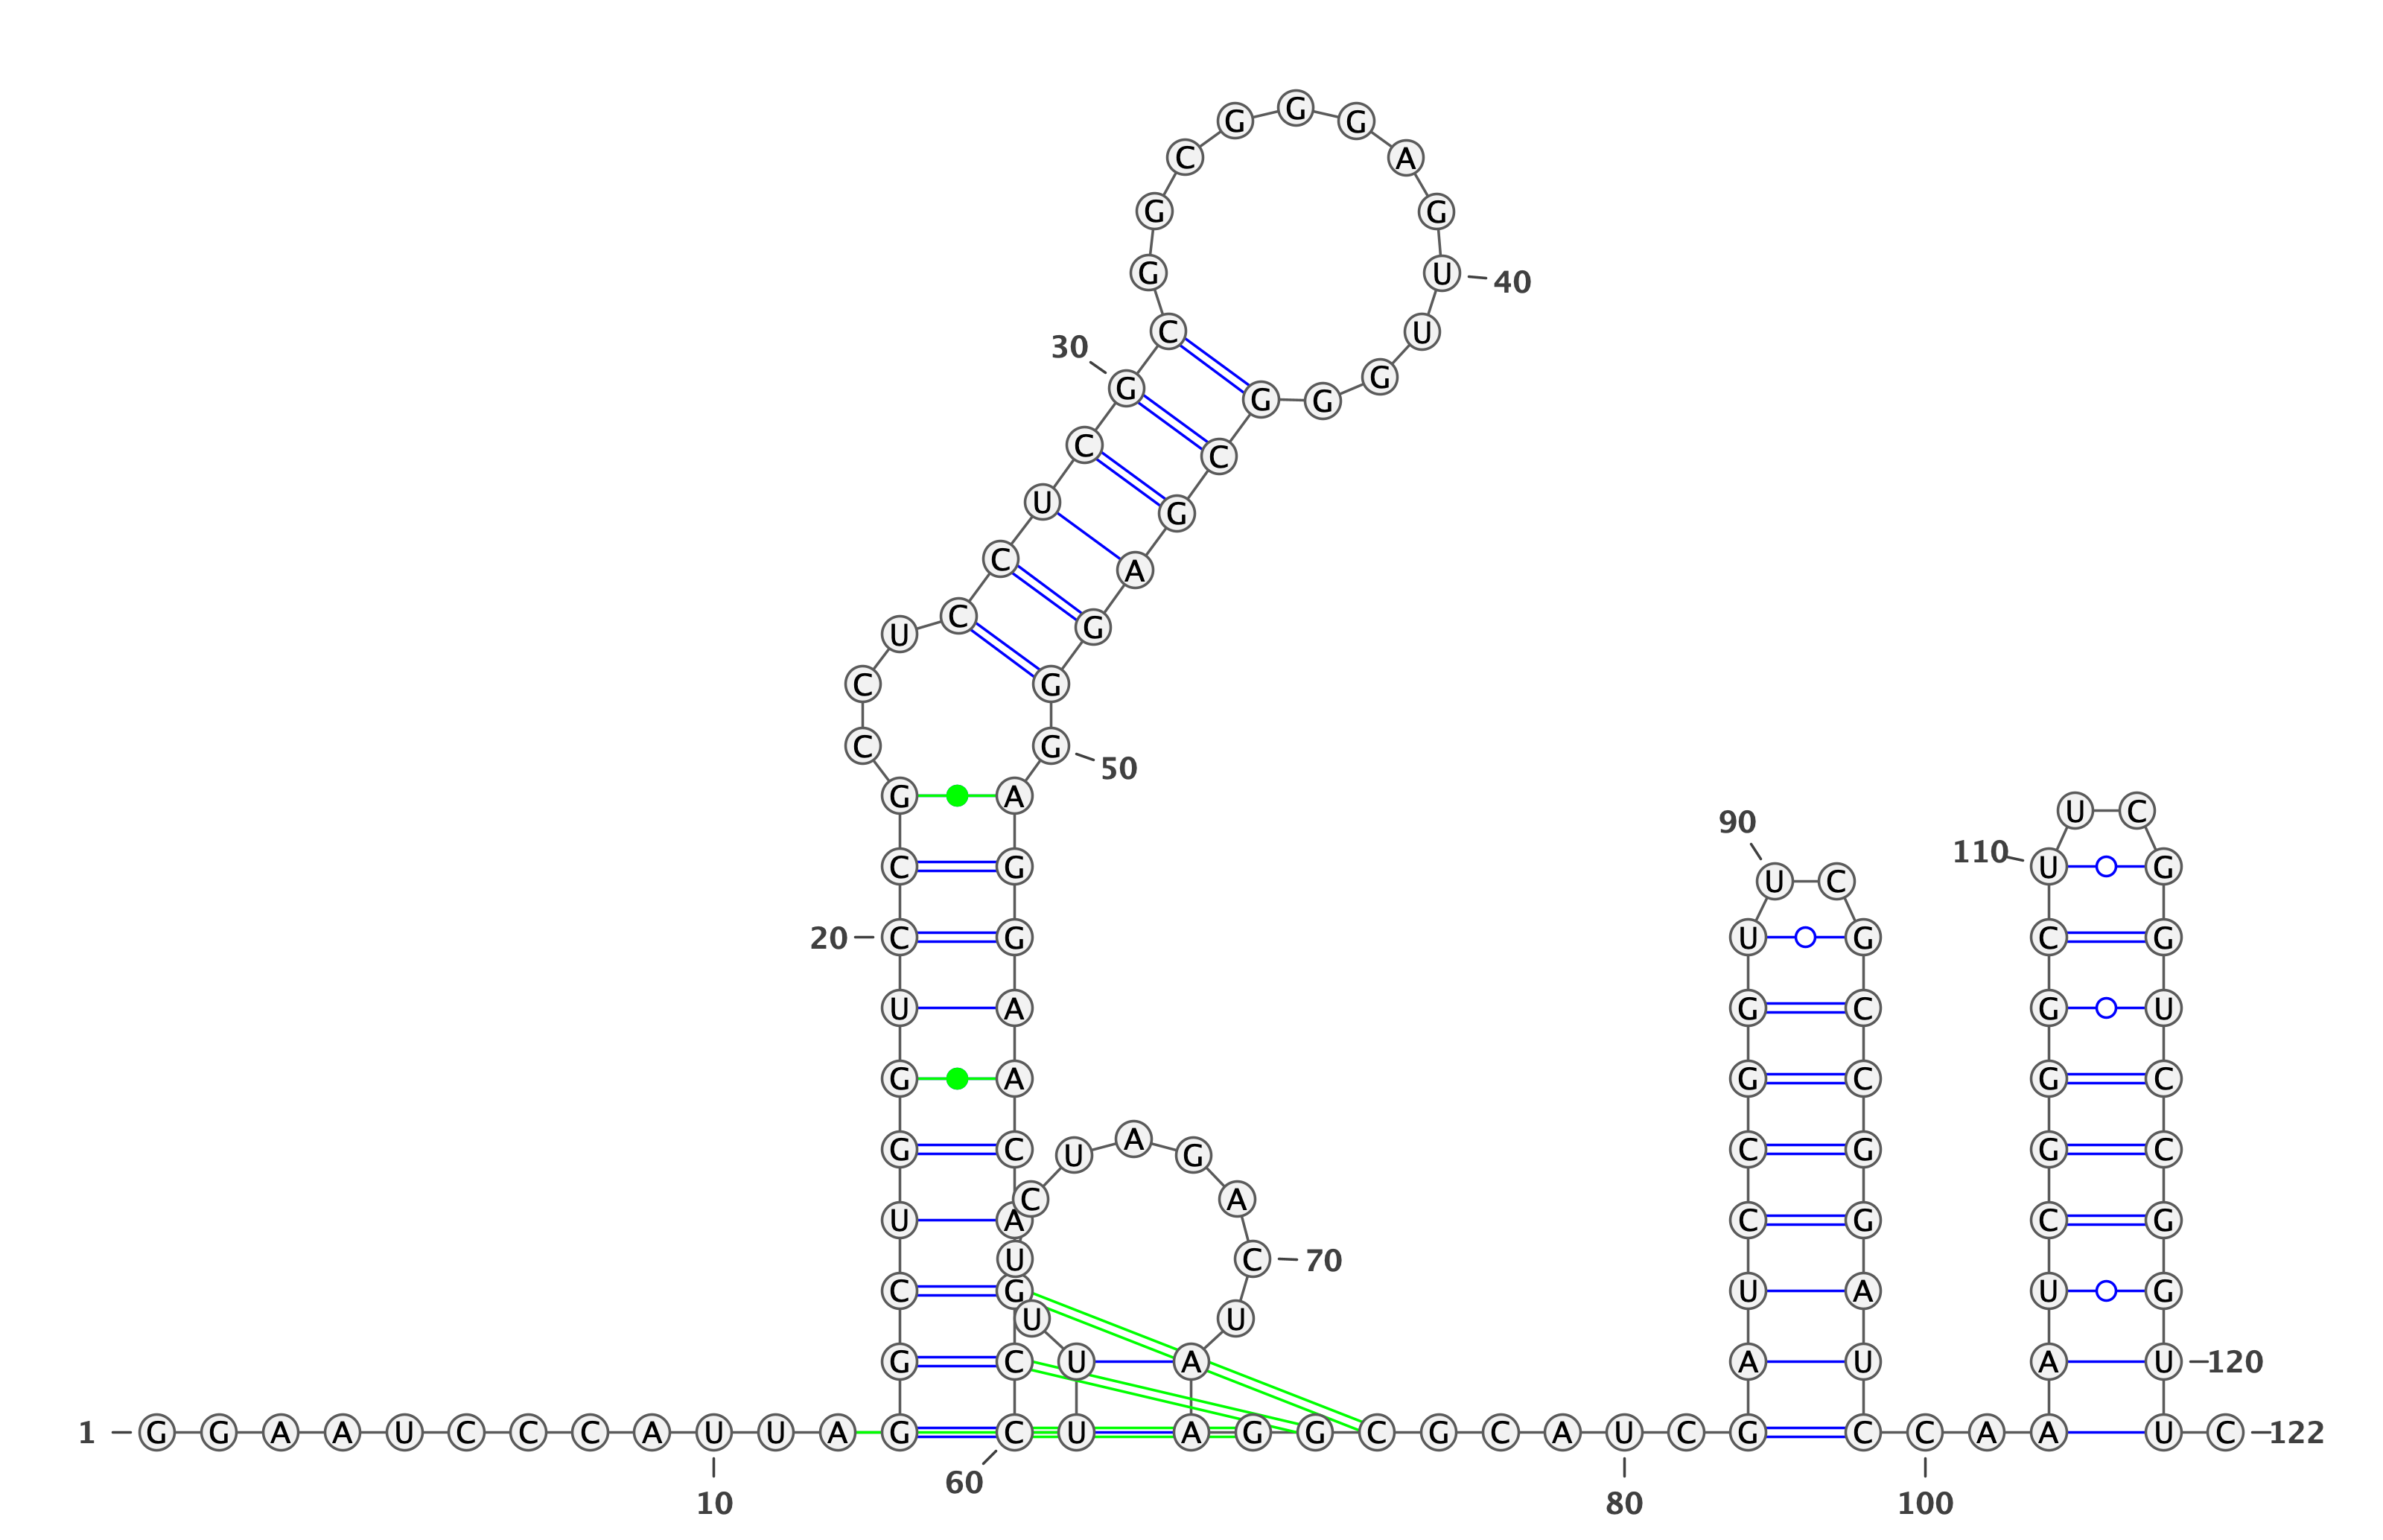 G G G
C A
G G
G U 40
C U
30 G G G G
C C
U G
C A
U C G
C G
C G 50
G A U C
90
C G 110 U G
U C
20 C G U G C G
U A G C G U
G A G C G C
G C U A G C G G C
C A
U A C G C G
U C 70
C G U A U G
U U
G C U A A U A U 120
1 G G A A U C C C A U U A G C U A G G C G C A U C G C C A A U C 122
60
10 80 100